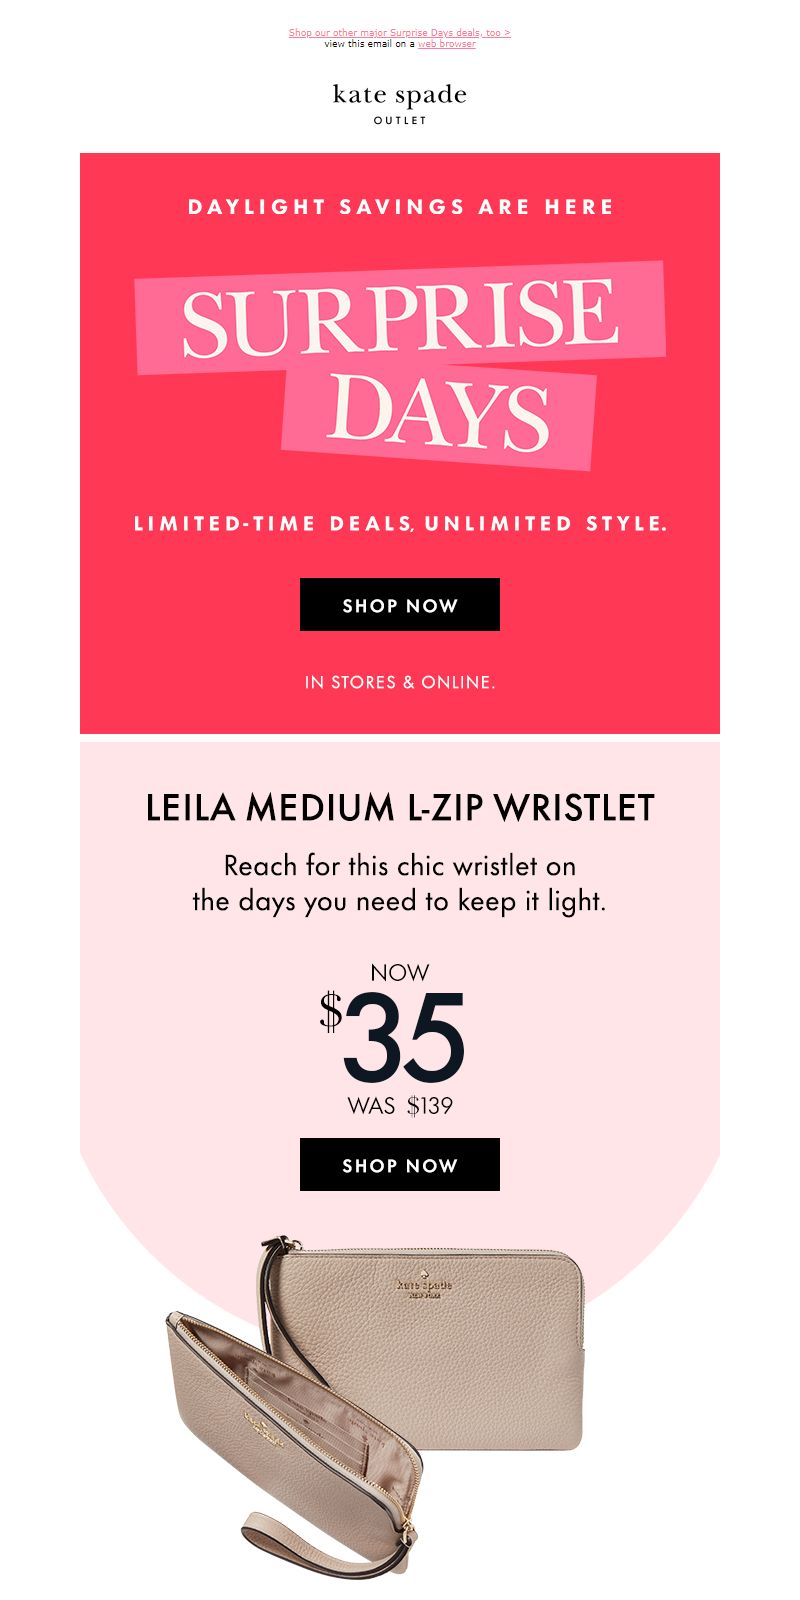 Shop our other major Surprise Days deals, too >
view this email on a web browser
kate spade
OUTLET
DAYLIGHT SAVINGS ARE HERE
SURPRISE
DAYS
LIMITED-TIME DEALS, UNLIMITED STYLE.
SHOP NOW
IN STORES & ONLINE.
LEILA MEDIUM L-ZIP WRISTLET
Reach for this chic wristlet on
the days you need to keep it light.
NOW
$35
WAS $139
SHOP NOW
kate spade
NEW YORK